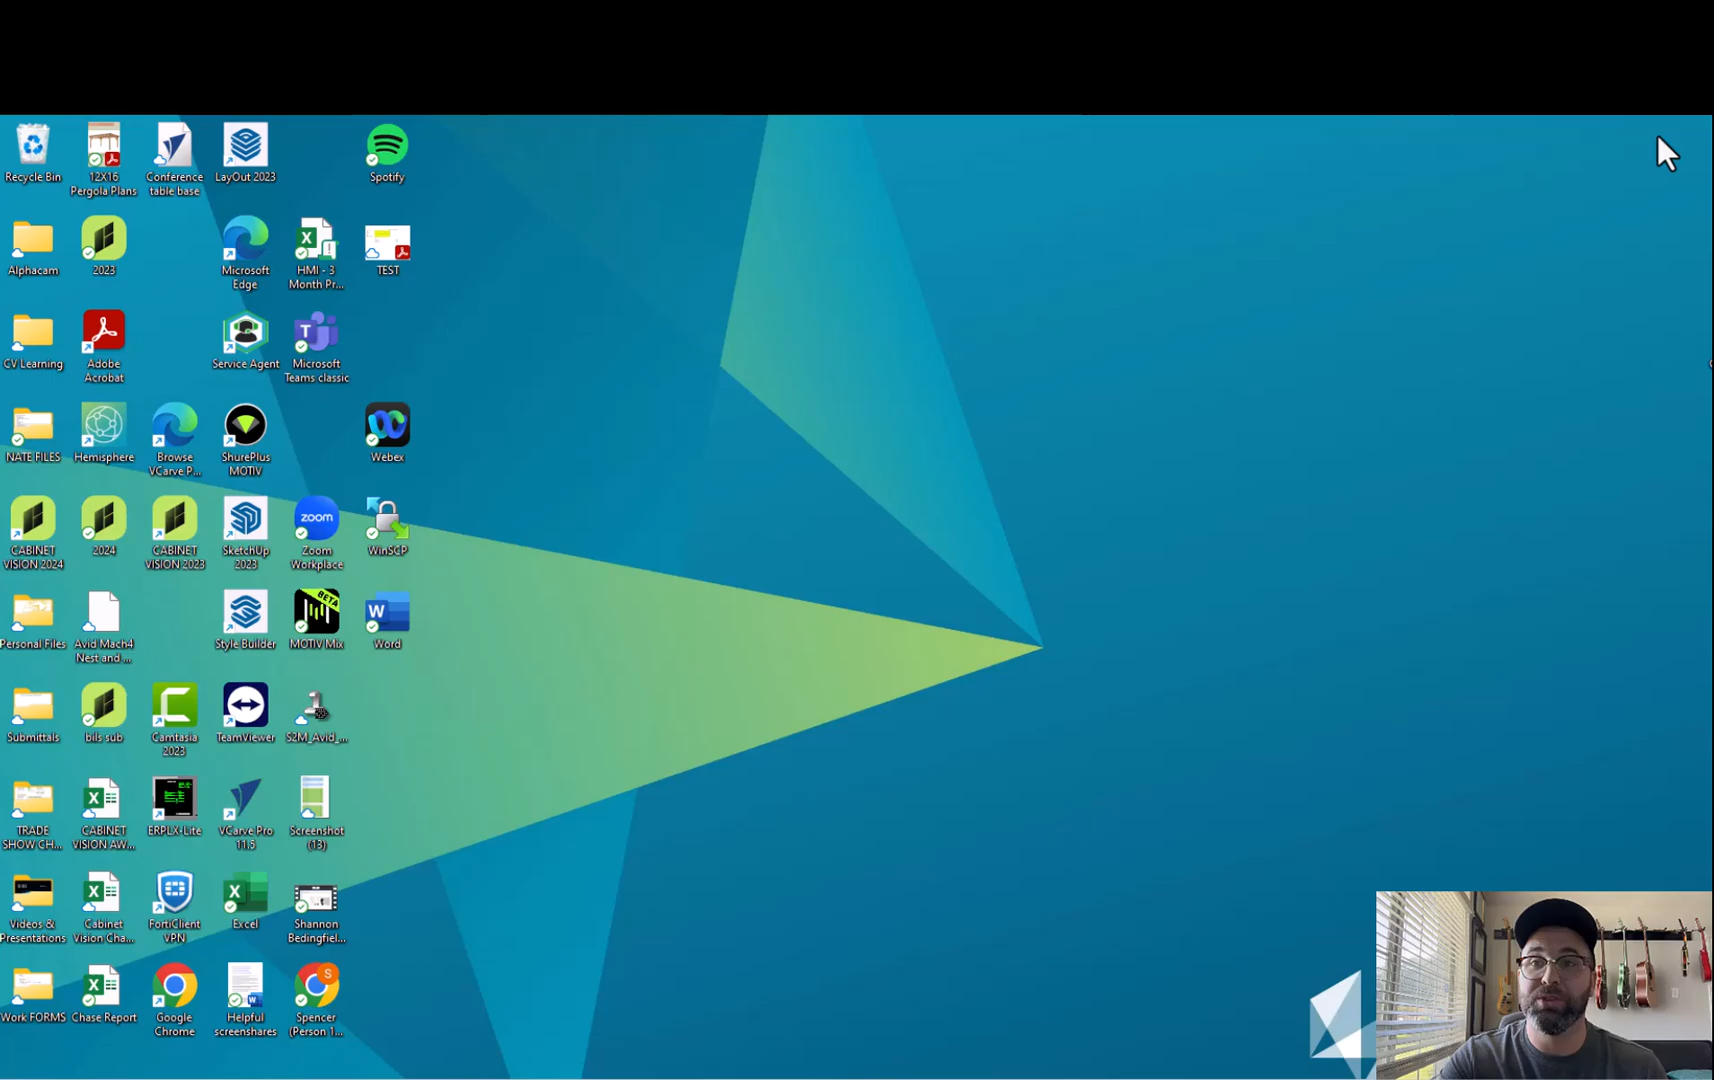 Recycle Bin
12X16
Pergola Plans
Conference
table base
LayOut 2023
Spotify
Alphacam
2023
Microsoft
Edge
HMI - 3
Month Pr...
TEST
CV Learning
Adobe
Acrobat
Service Agent
Microsoft
Teams classic
NATE FILES
Hemisphere
Browse
VCarve P...
ShurePlus
MOTIV
Webex
zoom
CABINET
VISION 2024
2024
CABINET
VISION 2023
SketchUp
2023
Zoom
Workplace
WinSCP
BETA
Personal Files
Avid Mach4
Nest and ...
Style Builder
MOTIV Mix
Word
Submittals
bils sub
Camtasia
2023
TeamViewer
S2M_Avid_...
TRADE
SHOW CH...
CABINET
VISION AW...
ERPLX-Lite
VCarve Pro
11.5
Screenshot
(13)
Videos &
Presentations
Cabinet
Vision Cha...
FortiClient
VPN
Excel
Shannon
Bedingfiel...
S
Work FORMS
Chase Report
Google
Chrome
Helpful
screenshares
Spencer
(Person 1...